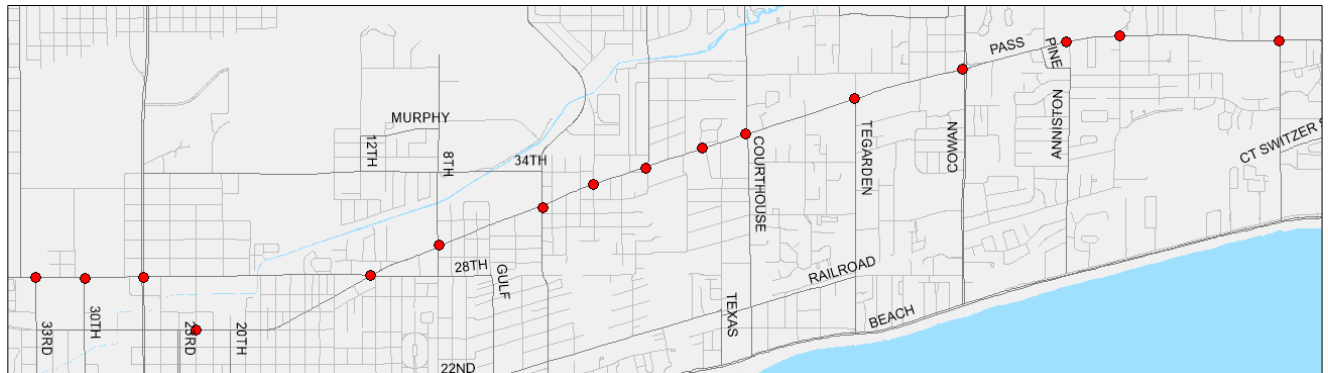 PASS
PINE
MURPHY
12TH
8TH
34TH
COURTHOUSE
TEGARDEN
COWAN
ANNISTON
CT SWITZER S
28TH
GULF
RAILROAD
TEXAS
BEACH
33RD
30TH
23RD
20TH
22ND